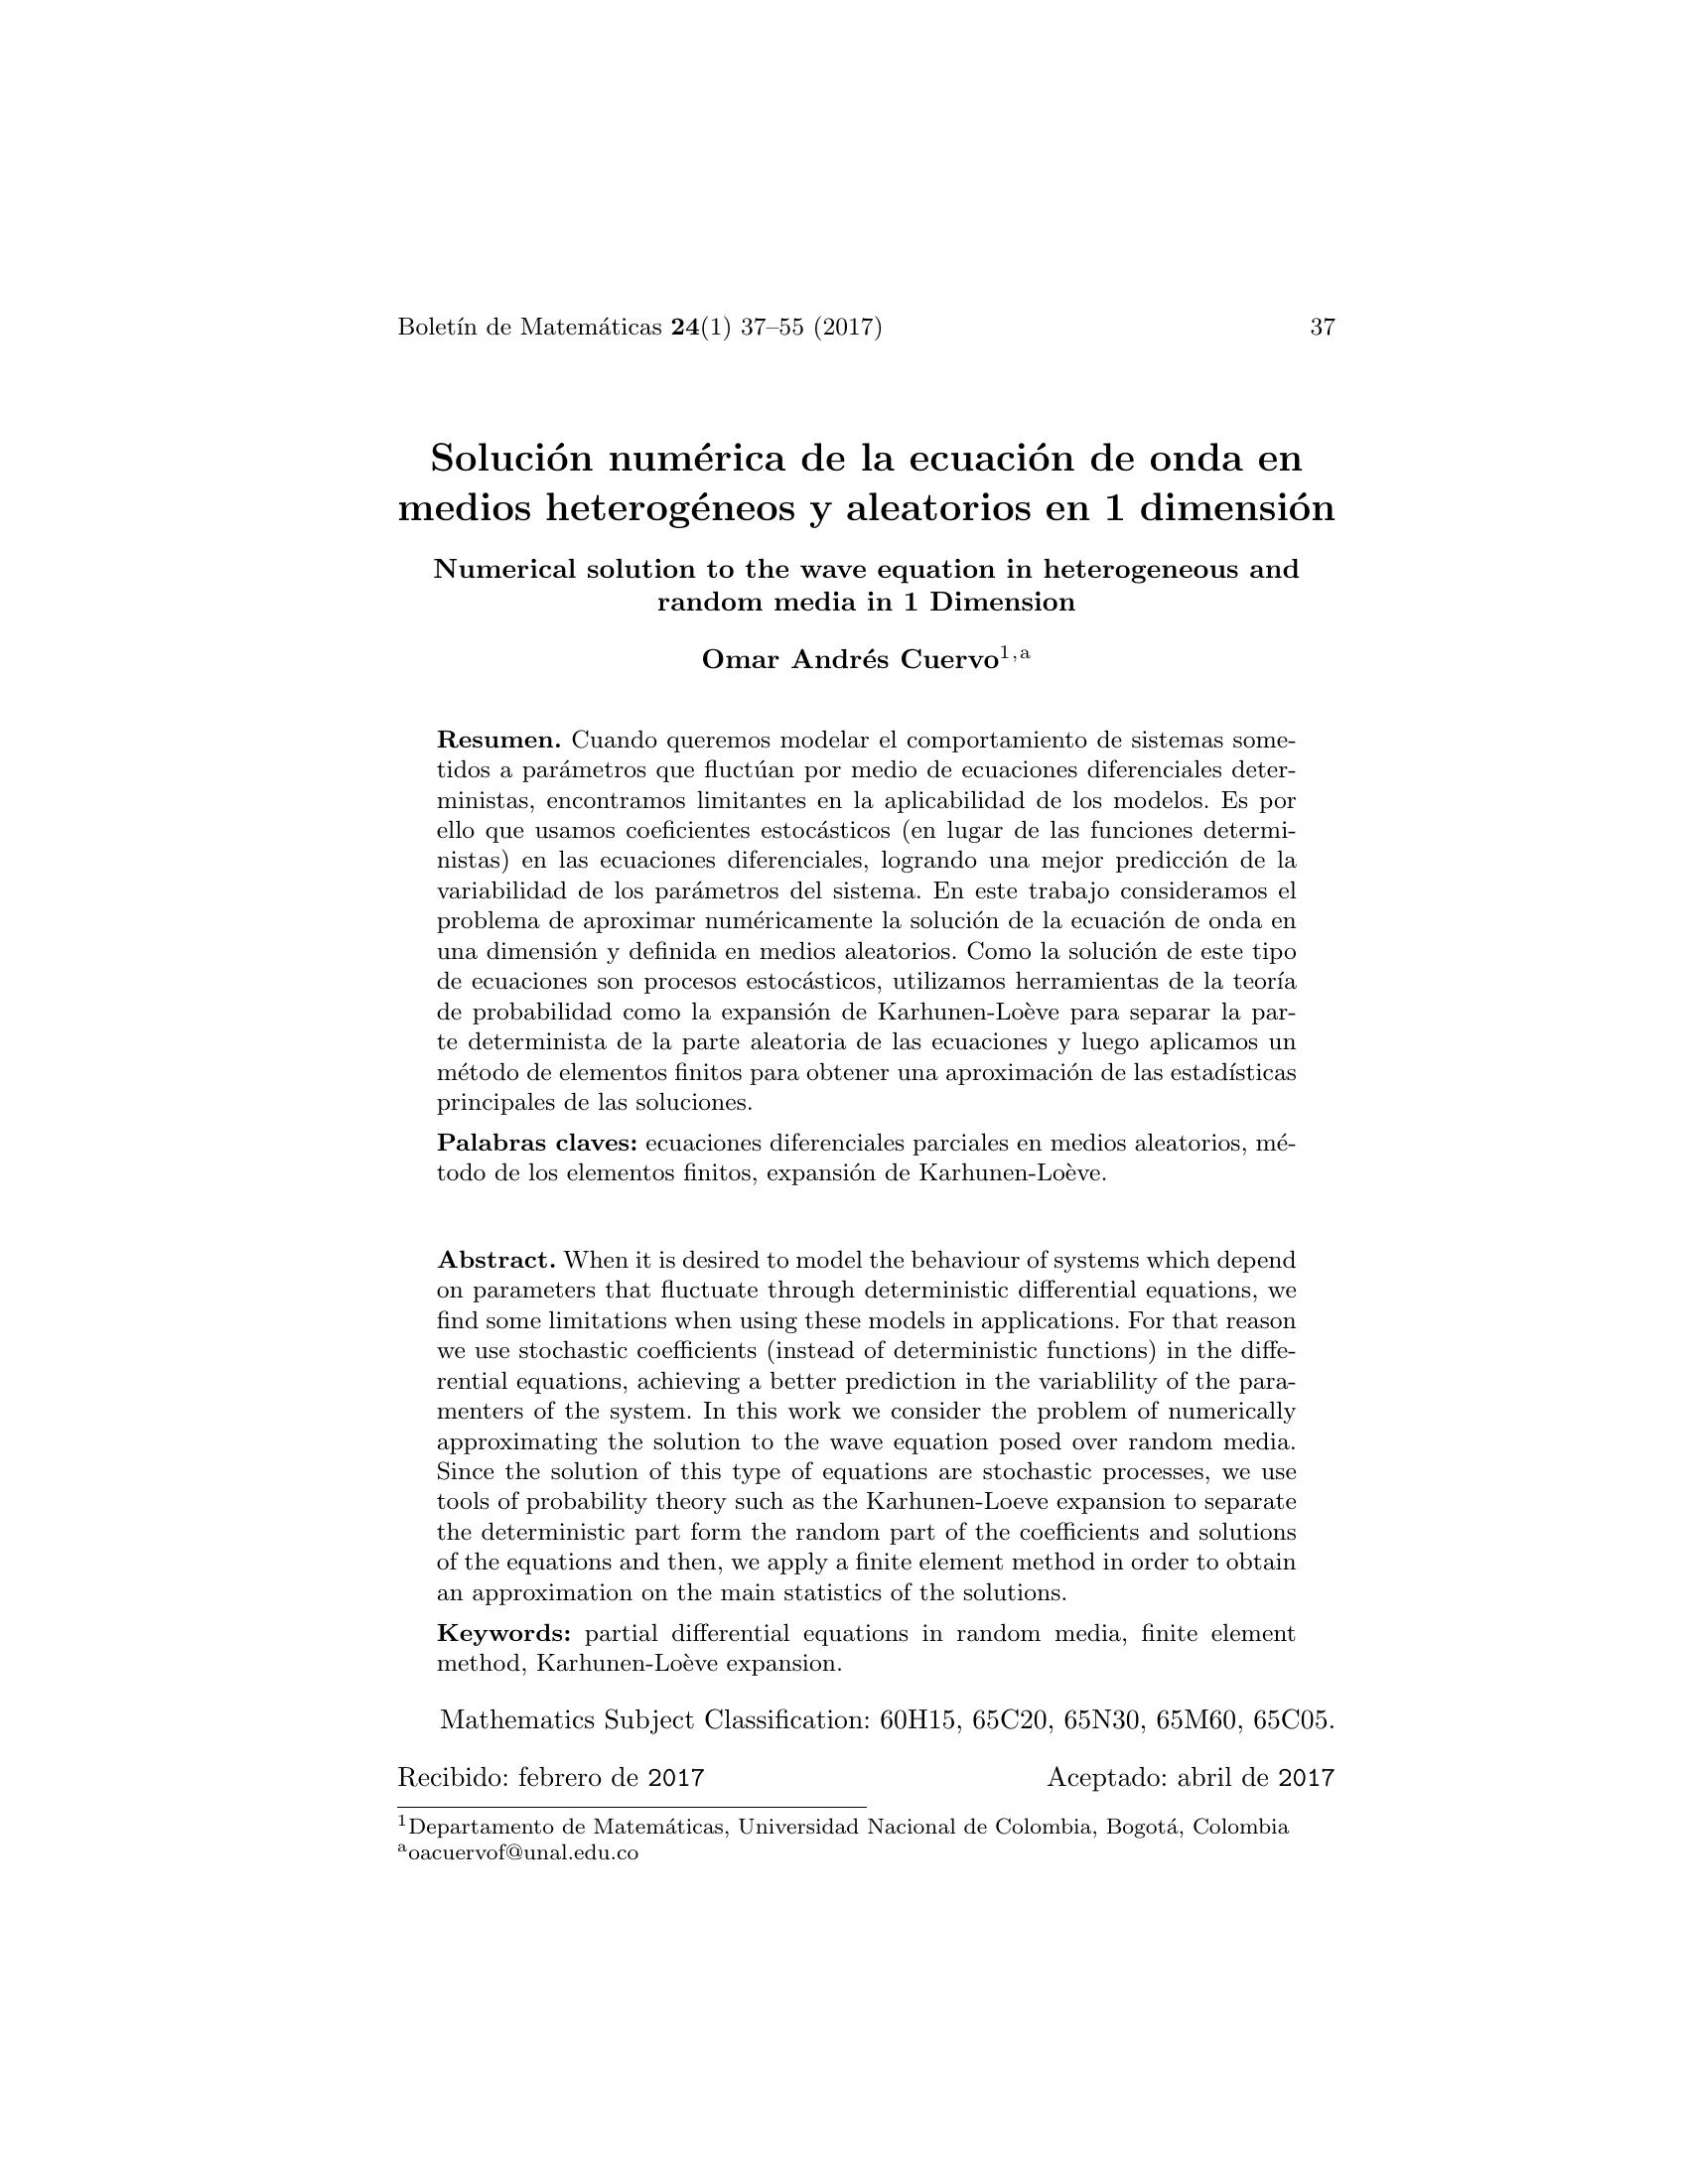 Boletín de Matemáticas 24(1) 37–55 (2017) 37
Solución numérica de la ecuación de onda en
medios heterogéneos y aleatorios en 1 dimensión
Numerical solution to the wave equation in heterogeneous and
random media in 1 Dimension
Omar Andrés Cuervo1,a
Resumen. Cuando queremos modelar el comportamiento de sistemas some-
tidos a parámetros que fluctúan por medio de ecuaciones diferenciales deter-
ministas, encontramos limitantes en la aplicabilidad de los modelos. Es por
ello que usamos coeficientes estocásticos (en lugar de las funciones determi-
nistas) en las ecuaciones diferenciales, logrando una mejor predicción de la
variabilidad de los parámetros del sistema. En este trabajo consideramos el
problema de aproximar numéricamente la solución de la ecuación de onda en
una dimensión y definida en medios aleatorios. Como la solución de este tipo
de ecuaciones son procesos estocásticos, utilizamos herramientas de la teoría
de probabilidad como la expansión de Karhunen-Loève para separar la par-
te determinista de la parte aleatoria de las ecuaciones y luego aplicamos un
método de elementos finitos para obtener una aproximación de las estadísticas
principales de las soluciones.
Palabras claves: ecuaciones diferenciales parciales en medios aleatorios, mé-
todo de los elementos finitos, expansión de Karhunen-Loève.
Abstract. When it is desired to model the behaviour of systems which depend
on parameters that fluctuate through deterministic differential equations, we
find some limitations when using these models in applications. For that reason
we use stochastic coefficients (instead of deterministic functions) in the diffe-
rential equations, achieving a better prediction in the variablility of the para-
menters of the system. In this work we consider the problem of numerically
approximating the solution to the wave equation posed over random media.
Since the solution of this type of equations are stochastic processes, we use
tools of probability theory such as the Karhunen-Loeve expansion to separate
the deterministic part form the random part of the coefficients and solutions
of the equations and then, we apply a finite element method in order to obtain
an approximation on the main statistics of the solutions.
Keywords: partial differential equations in random media, finite element
method, Karhunen-Loève expansion.
Mathematics Subject Classification: 60H15, 65C20, 65N30, 65M60, 65C05.
Recibido: febrero de 2017 Aceptado: abril de 2017
1Departamento de Matemáticas, Universidad Nacional de Colombia, Bogotá, Colombia
aoacuervof@unal.edu.co